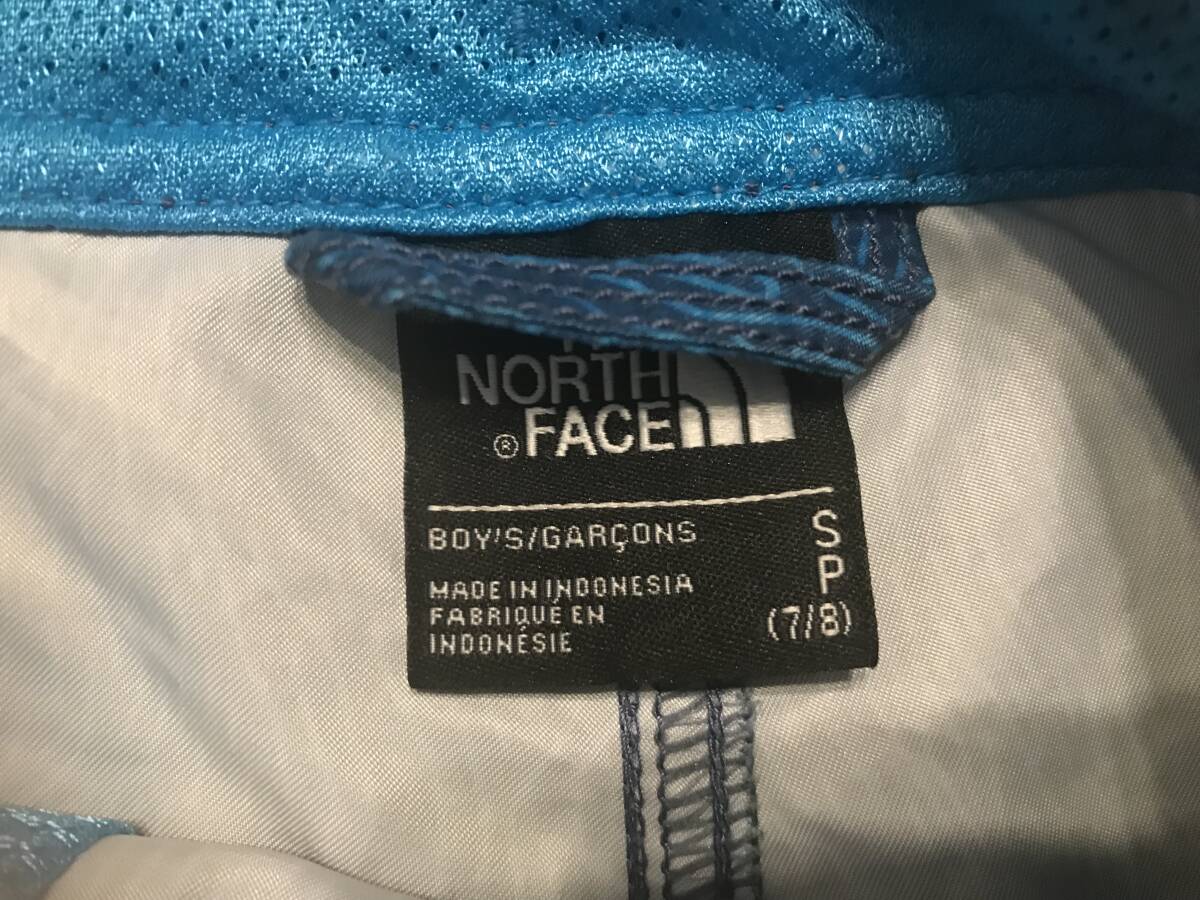 NORTH
® FACE
BOY'S/GARÇONS
S
P
(7/8)
MADE IN INDONESIA
FABRIQUÉ EN
INDONÉSIE